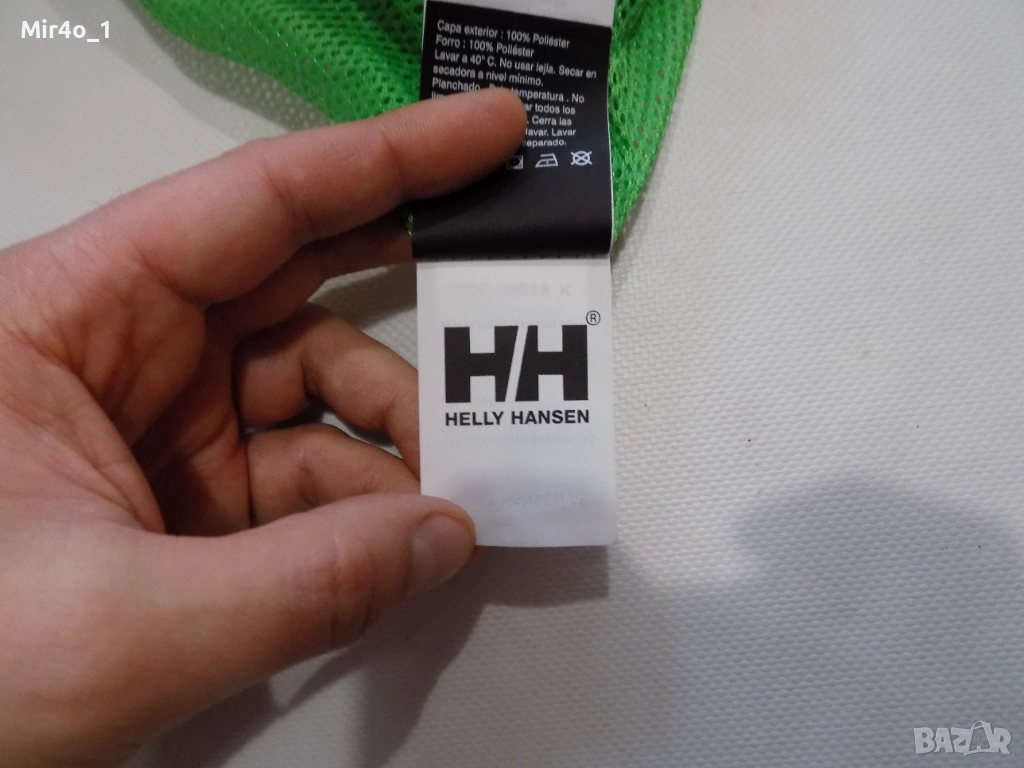 Mir4o_1
Capa exterior : 100% Poliéster
Forro ; 100% Poliéster
Lavar a 40° C. No usar lejía. Secar en
secadora a nivel mínimo.
Planchado . No
todos los
Cerra las
lavar. Lavar
separado.
HH®
HELLY HANSEN
BAZAR